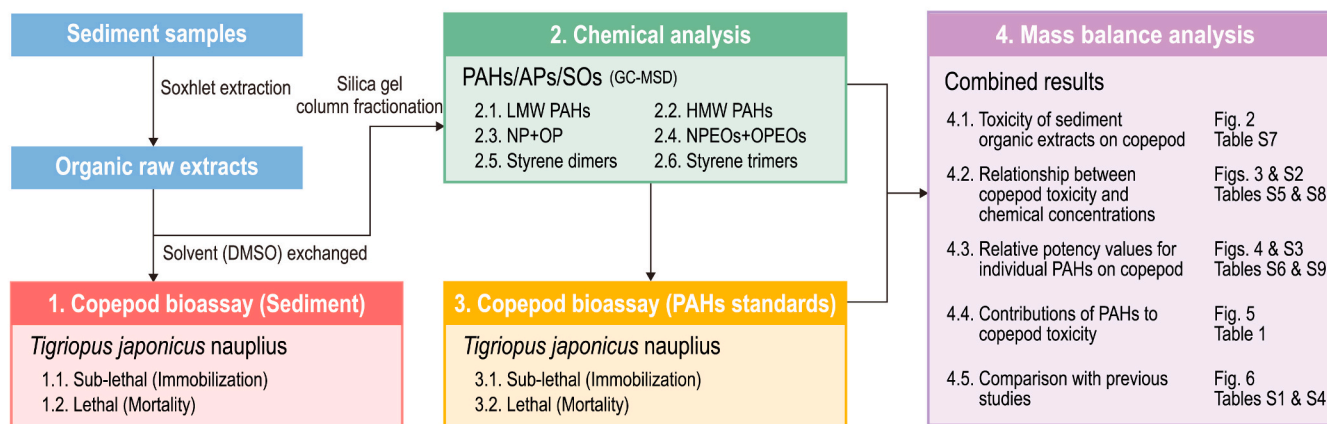 Sediment samples
Soxhlet extraction
Organic raw extracts
Silica gel
column fractionation
Solvent (DMSO) exchanged
1. Copepod bioassay (Sediment)
Tigriopus japonicus nauplius
1.1. Sub-lethal (Immobilization)
1.2. Lethal (Mortality)
2. Chemical analysis
PAHs/APs/SOs (GC-MSD)
2.1. LMW PAHs 2.2. HMW PAHs
2.3. NP+OP 2.4. NPEOs+OPEOs
2.5. Styrene dimers 2.6. Styrene trimers
3. Copepod bioassay (PAHs standards)
Tigriopus japonicus nauplius
3.1. Sub-lethal (Immobilization)
3.2. Lethal (Mortality)
4. Mass balance analysis
Combined results
4.1. Toxicity of sediment Fig. 2
organic extracts on copepod Table S7
4.2. Relationship between Figs. 3 & S2
copepod toxicity and Tables S5 & S8
chemical concentrations
4.3. Relative potency values for Figs. 4 & S3
individual PAHs on copepod Tables S6 & S9
4.4. Contributions of PAHs to Fig. 5
copepod toxicity Table 1
4.5. Comparison with previous Fig. 6
studies Tables S1 & S4